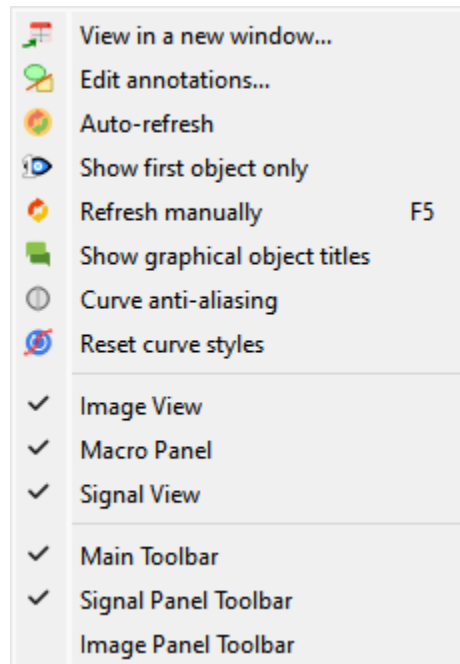 View in a new window...
Edit annotations...
Auto-refresh
Show first object only
Refresh manually F5
Show graphical object titles
Curve anti-aliasing
Reset curve styles
Image View
Macro Panel
Signal View
Main Toolbar
Signal Panel Toolbar
Image Panel Toolbar